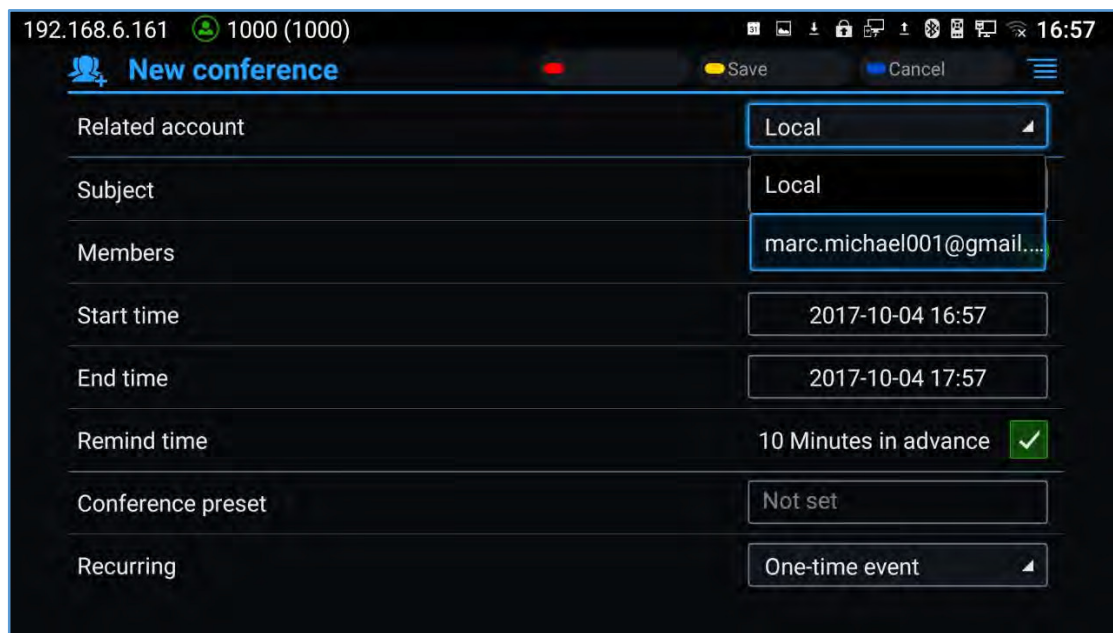 192.168.6.161 1000 (1000) 31 16:57
New conference Save Cancel
Related account Local
Local
Subject
marc.michael001@gmail....
Members
Start time 2017-10-04 16:57
End time 2017-10-04 17:57
Remind time 10 Minutes in advance
Conference preset Not set
Recurring One-time event